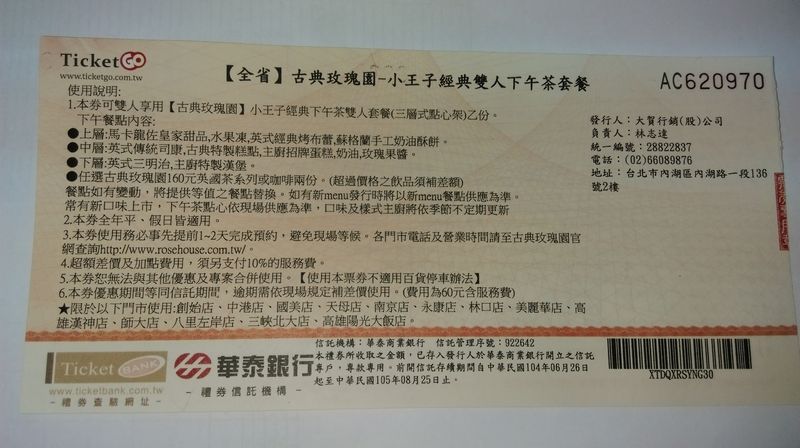 TicketGO
www.ticketgo.com.tw
【全省】古典玫瑰園-小王子經典雙人下午茶套餐
AC620970
使用說明:
1.本券可雙人享用【古典玫瑰園】小王子經典下午茶雙人套餐(三層式點心架)乙份。
下午餐點內容:
●上層:馬卡龍佐皇家甜品,水果凍,英式經典烤布蕾,蘇格蘭手工奶油酥餅.
●中層:英式傳統司康,古典特製糕點,主廚招牌蛋糕,奶油,玫瑰果醬.
●下層:英式三明治,主廚特製漢堡.
●任選古典玫瑰園160元英國茶系列或咖啡兩份. (超過價格之飲品須補差額)
餐點如有變動，將提供等值之餐點替換. 如有新menu發行時將以新menu餐點供應為準.
常有新口味上市，下午茶點心依現場供應為準，口味及樣式主廚將依季節不定期更新
2.本券全年平、假日皆適用.
3.本券使用務必事先提前1~2天完成預約，避免現場等候. 各門市電話及營業時間請至古典玫瑰園官
網查詢http://www.rosehouse.com.tw/.
4.超額差價及加點費用，須另支付10%的服務費.
5.本券恕無法與其他優惠及專案合併使用.【使用本票券不適用百貨停車辦法】
6.本券優惠期間等同信託期間，逾期需依現場規定補差價使用. (費用為60元含服務費)
★限於以下門市使用:創始店、中港店、國美店、天母店、南京店、永康店、林口店、美麗華店、高
雄漢神店、師大店、八里左岸店、三峽北大店、高雄陽光大飯店.
發行人：大買行銷(股)公司
負責人：林志達
統一編號：28822837
電話：(02)66089876
地址：台北市內湖區內湖路一段136
號2樓
Ticket BANK
www.ticketbank.com.tw
- 禮券查驗網址 -
華泰銀行
- 禮券信託機構 -
信託機構：華泰商業銀行 信託管理序號：922642
本禮券所收取之金額，已存入發行人於華泰商業銀行開立之信託
專戶，專款專用。前開信託存續期間自中華民國104年06月26日
起至中華民國105年08月25日止。
XTDQXRSYNG30